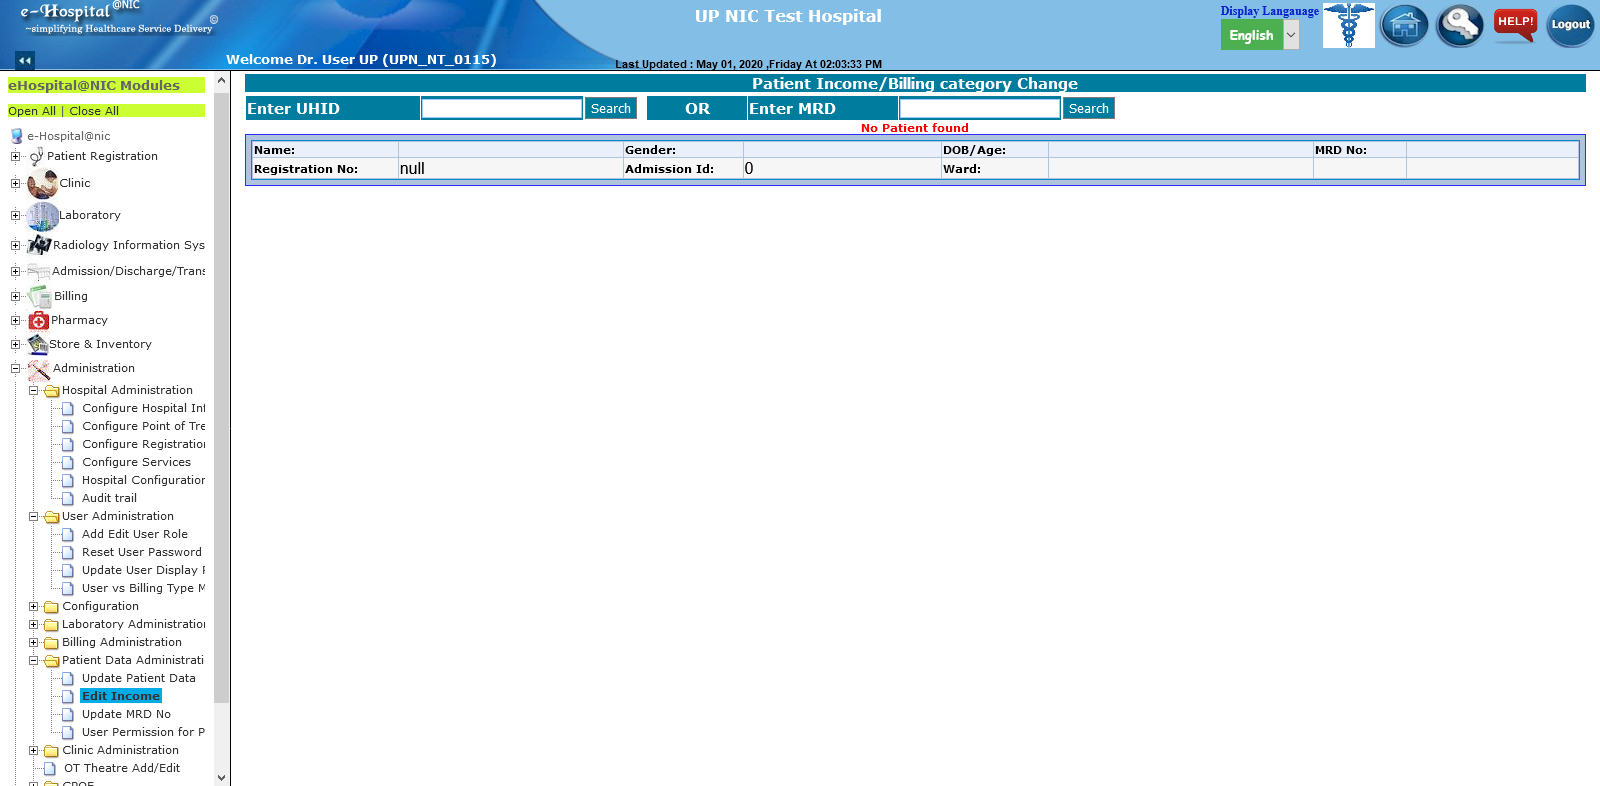 e-Hospital @NIC ©
~simplifying Healthcare Service Delivery
UP NIC Test Hospital
Display Langauage
English
HELP!
Logout
Welcome Dr. User UP (UPN_NT_0115)
Last Updated : May 01, 2020 ,Friday At 02:03:33 PM
eHospital@NIC Modules
Open All | Close All
e-Hospital@nic
Patient Registration
Clinic
Laboratory
Radiology Information Sys
Admission/Discharge/Trans
Billing
Pharmacy
Store & Inventory
Administration
Hospital Administration
Configure Hospital Inf
Configure Point of Tre
Configure Registration
Configure Services
Hospital Configuration
Audit trail
User Administration
Add Edit User Role
Reset User Password
Update User Display
User vs Billing Type M
Configuration
Laboratory Administration
Billing Administration
Patient Data Administrati
Update Patient Data
Edit Income
Update MRD No
User Permission for P
Clinic Administration
OT Theatre Add/Edit
CPOE
Patient Income/Billing category Change
Enter UHID Search OR Enter MRD Search
No Patient found
Name: Gender: DOB/Age: MRD No:
Registration No: null Admission Id: 0 Ward: